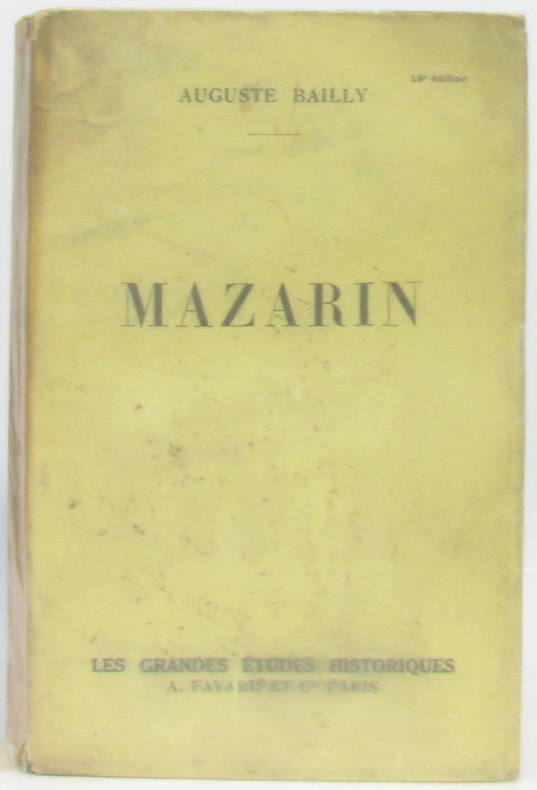 18e édition
AUGUSTE BAILLY
MAZARIN
LES GRANDES ÉTUDES HISTORIQUES
A. FAYARD ET Cie PARIS